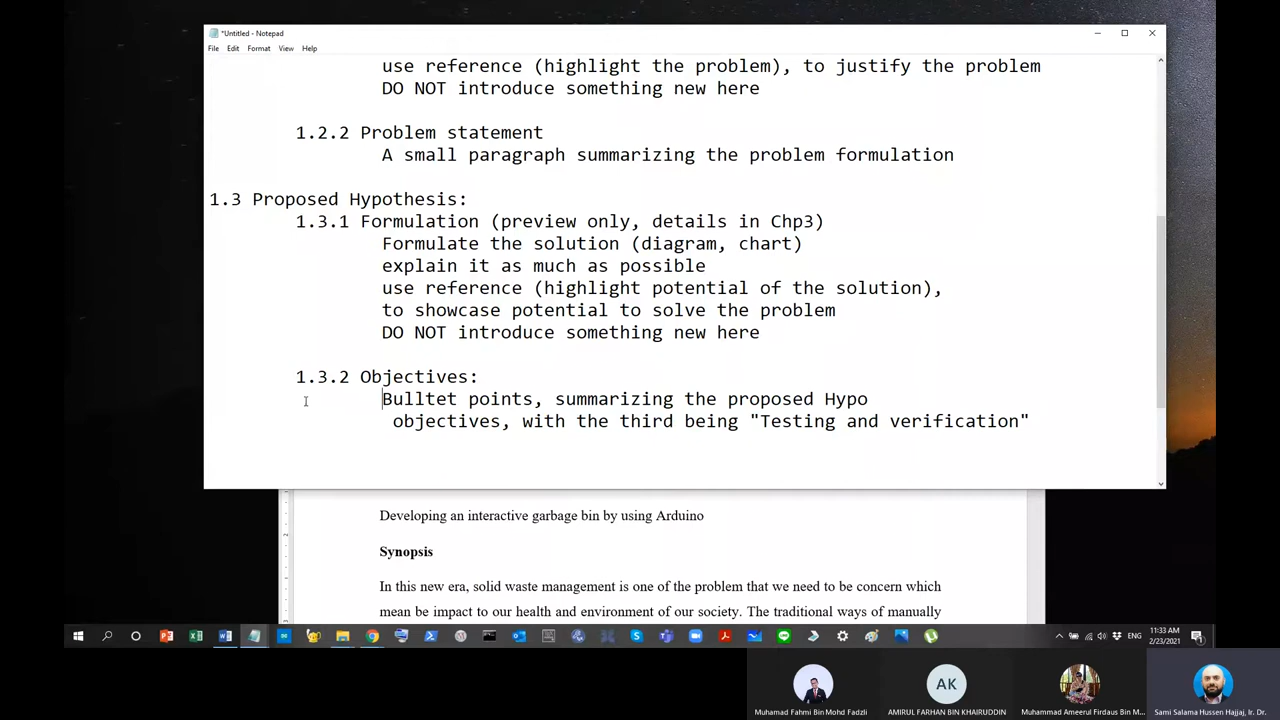 *Untitled - Notepad
File Edit Format View Help
use reference (highlight the problem), to justify the problem
DO NOT introduce something new here
1.2.2 Problem statement
A small paragraph summarizing the problem formulation
1.3 Proposed Hypothesis:
1.3.1 Formulation (preview only, details in Chp3)
Formulate the solution (diagram, chart)
explain it as much as possible
use reference (highlight potential of the solution),
to showcase potential to solve the problem
DO NOT introduce something new here
1.3.2 Objectives:
Bulltet points, summarizing the proposed Hypo
objectives, with the third being "Testing and verification"
Developing an interactive garbage bin by using Arduino
Synopsis
In this new era, solid waste management is one of the problem that we need to be concern which
mean be impact to our health and environment of our society. The traditional ways of manually
ENG
11:33 AM
2/23/2021
AK
Muhamad Fahmi Bin Mohd Fadzli
AMIRUL FARHAN BIN KHAIRUDDIN
Muhammad Ameerul Firdaus Bin M...
Sami Salama Hussen Hajjaj, Ir. Dr.